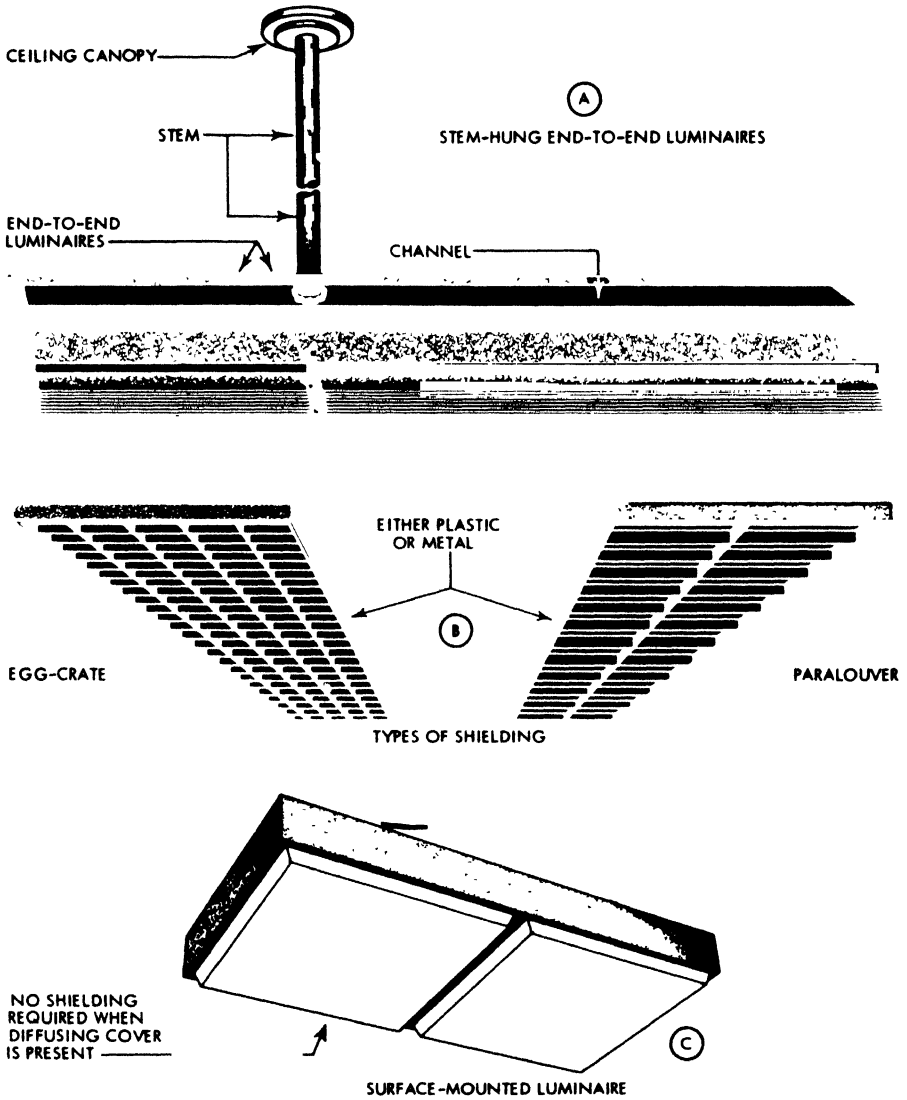 CEILING CANOPY
A
STEM
STEM-HUNG END-TO-END LUMINAIRES
END-TO-END
LUMINAIRES
CHANNEL
EITHER PLASTIC
OR METAL
B
EGG-CRATE
PARALOUVER
TYPES OF SHIELDING
NO SHIELDING
REQUIRED WHEN
DIFFUSING COVER
IS PRESENT
C
SURFACE-MOUNTED LUMINAIRE